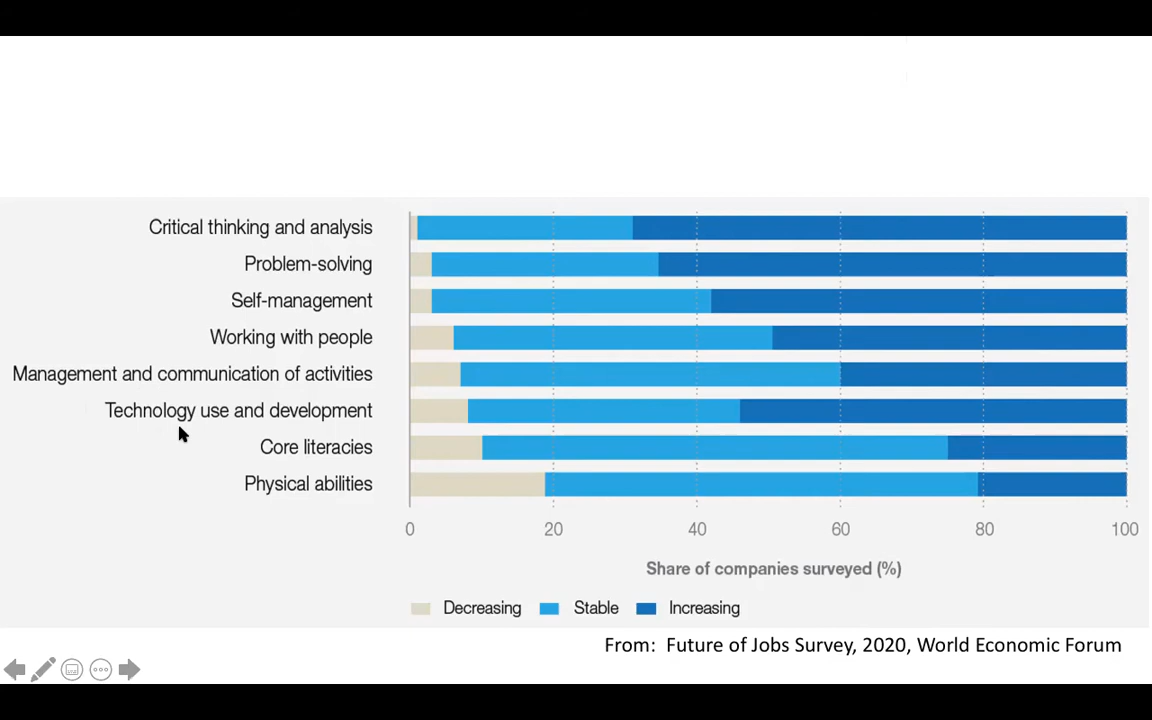 Critical thinking and analysis
Problem-solving
Self-management
Working with people
Management and communication of activities
Technology use and development
Core literacies
Physical abilities
0 20 40 60 80 100
Share of companies surveyed (%)
Decreasing Stable Increasing
From: Future of Jobs Survey, 2020, World Economic Forum